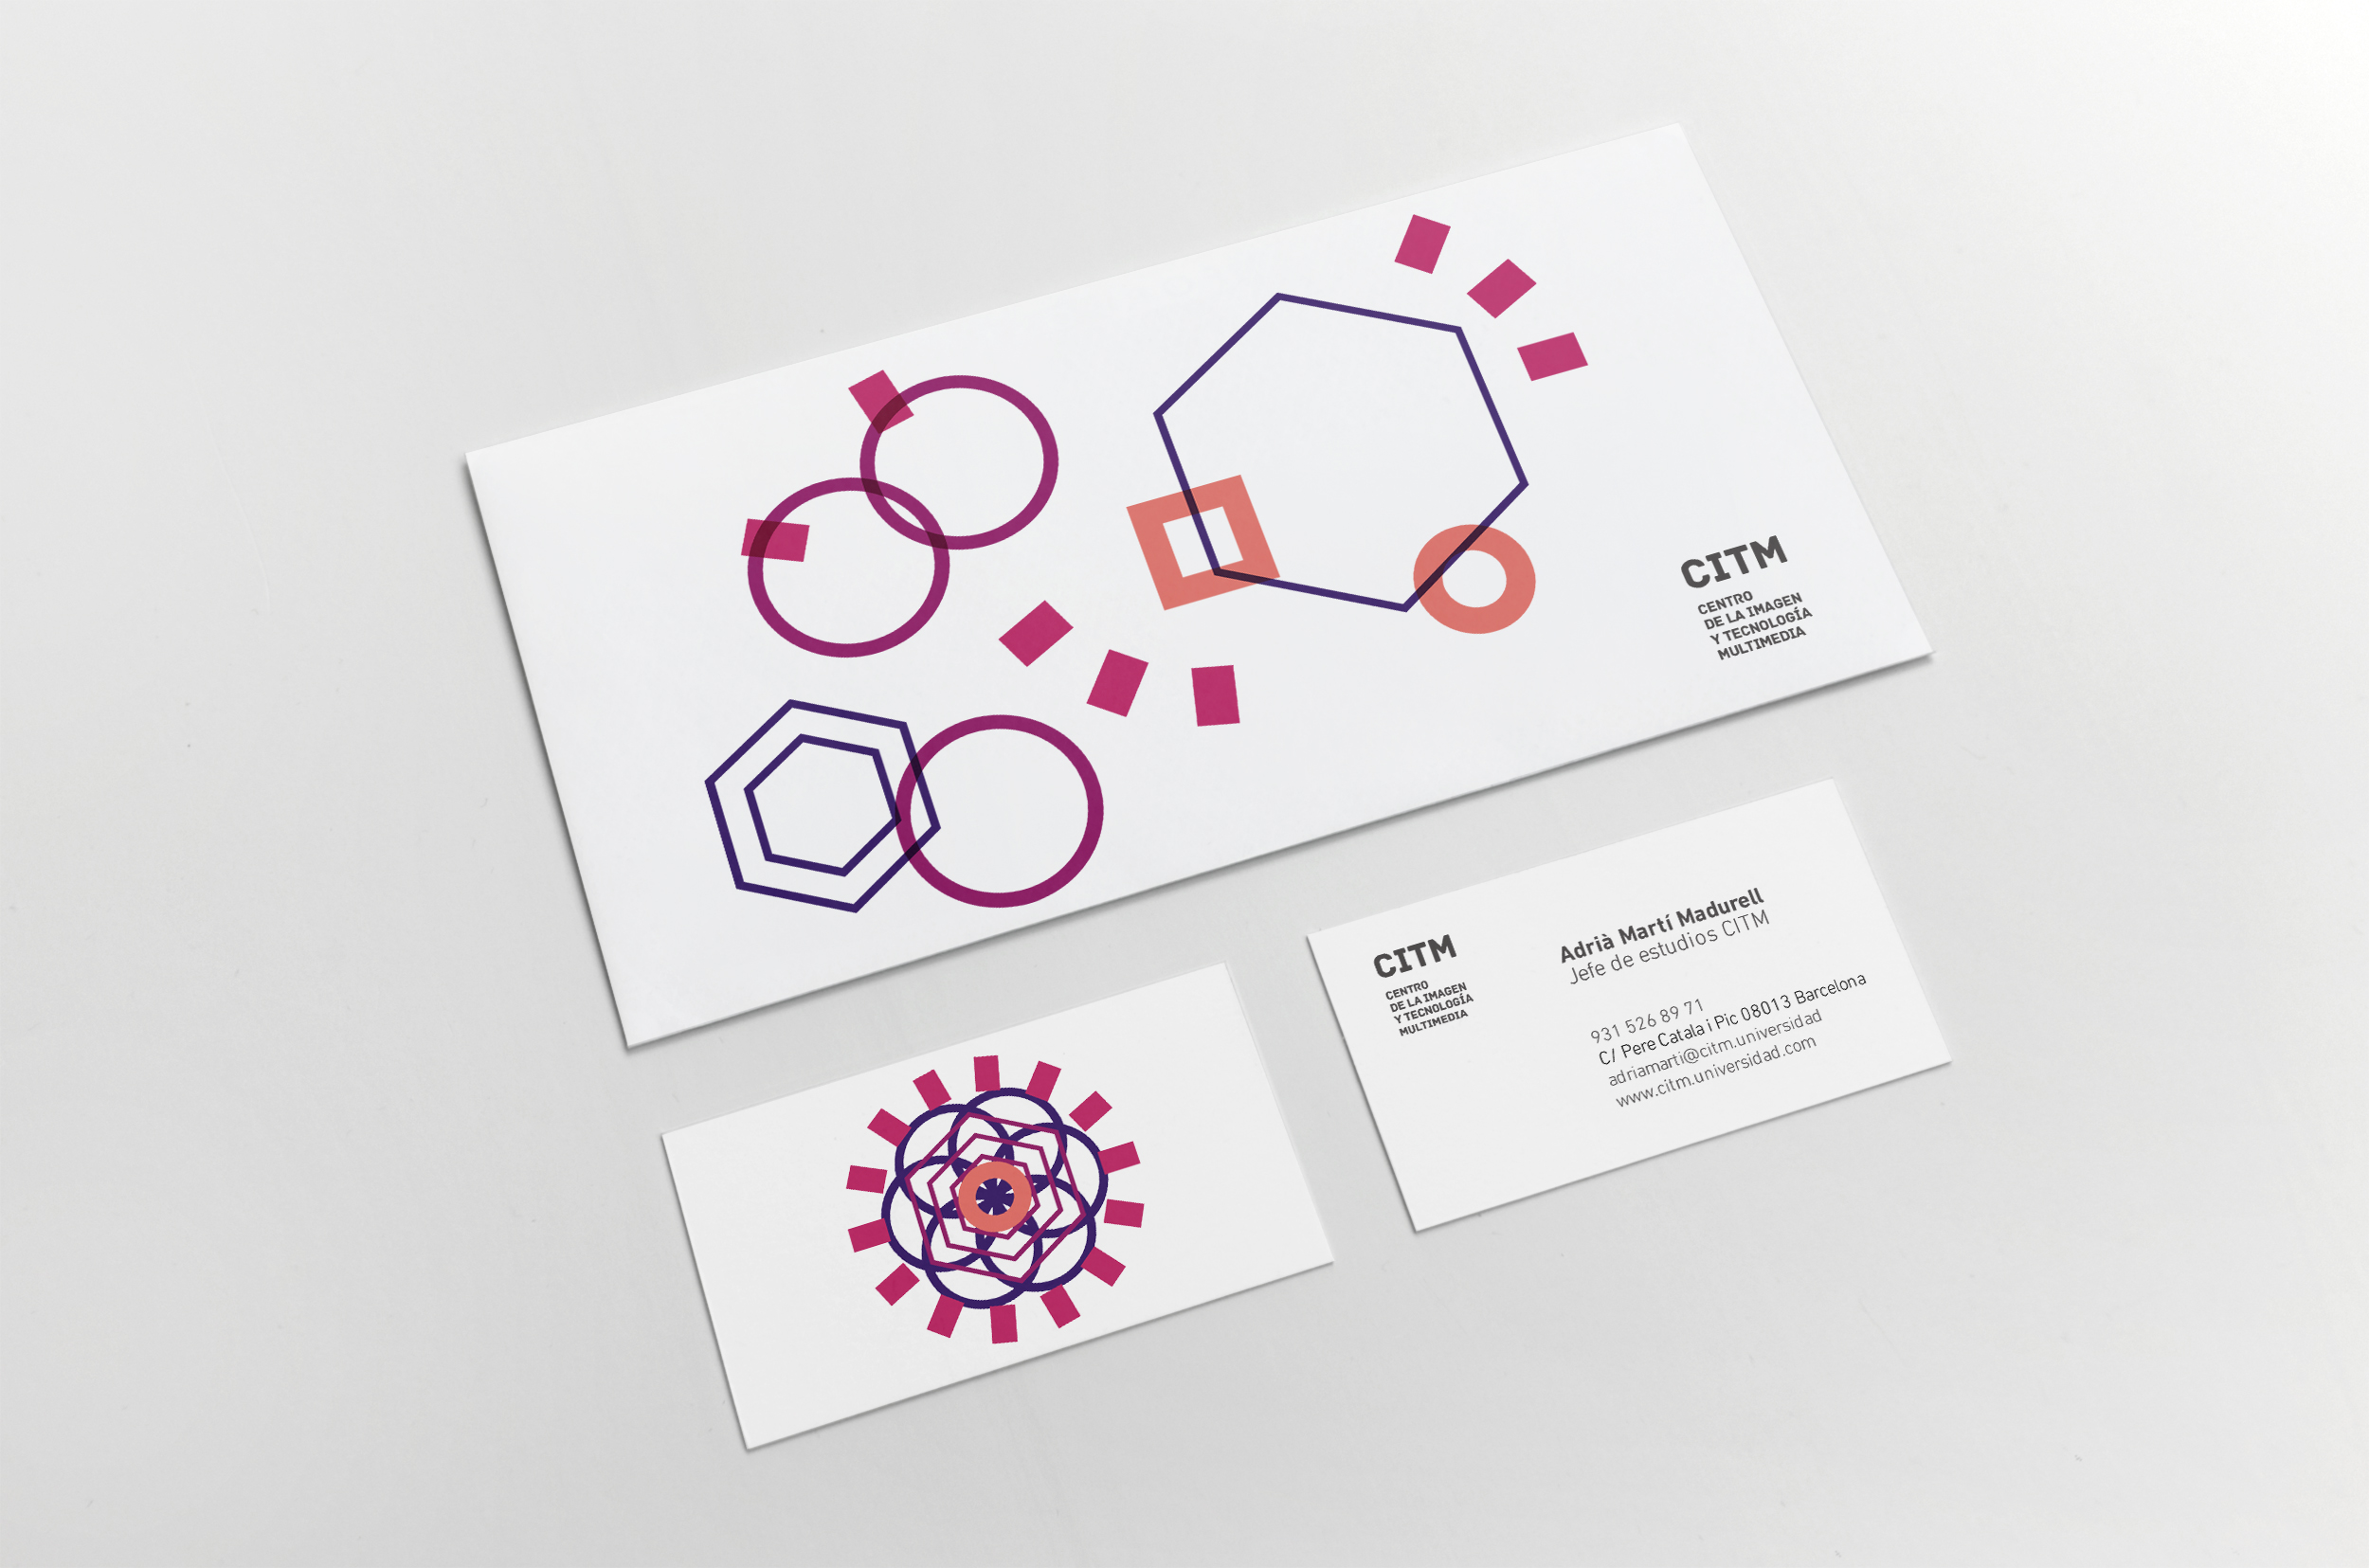 CITM
CENTRO
DE LA IMAGEN
Y TECNOLOGÍA
MULTIMEDIA
CITM
CENTRO
DE LA IMAGEN
Y TECNOLOGÍA
MULTIMEDIA
Adrià Martí Madurell
Jefe de estudios CITM
931 526 89 71
C/ Pere Catala i Pic 08013 Barcelona
adriamarti@citm.universidad
www.citm.universidad.com